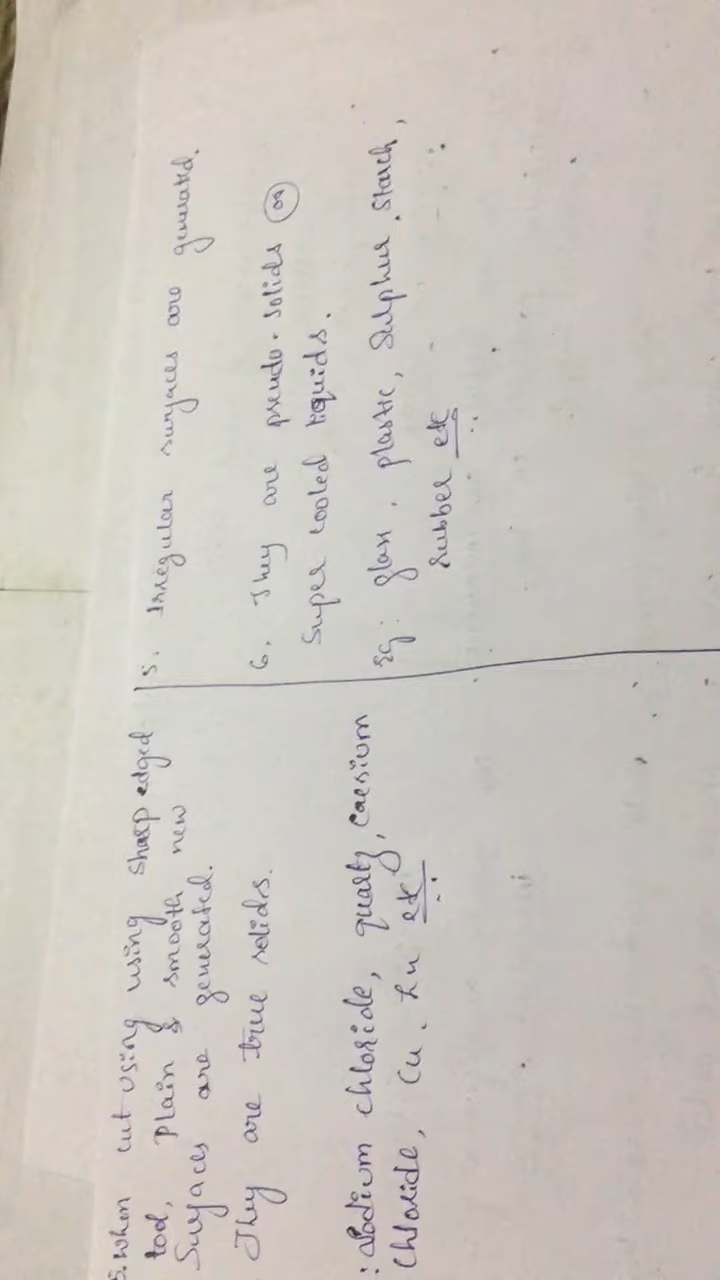 5. When cut using using sharp edged
tool, Plain & smooth new
Surfaces are generated.
They are true solids.
: Sodium chloride, quartz, Caesium
Chloride, Cu, Zn etc
5. Irregular surfaces are generated.
6. They are pseudo. solids or
Super cooled liquids.
Eg: glass, plastic, Sulphur, Starch,
rubber etc